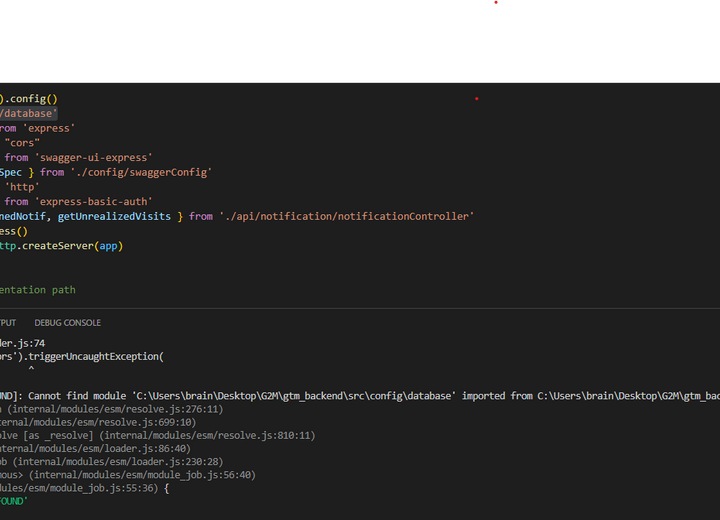 ).config()
/database'
rom 'express'
"cors"
from 'swagger-ui-express'
Spec } from './config/swaggerConfig'
'http'
from 'express-basic-auth'
nedNotif, getUnrealizedVisits } from './api/notification/notificationController'
ess()
ttp.createServer(app)
entation path
PUT DEBUG CONSOLE
der.js:74
ors').triggerUncaughtException(
^
UND]: Cannot find module 'C:\Users\brain\Desktop\G2M\gtm_backend\src\config\database' imported from C:\Users\brain\Desktop\G2M\gtm_bac
n (internal/modules/esm/resolve.js:276:11)
ternal/modules/esm/resolve.js:699:10)
olve [as _resolve] (internal/modules/esm/resolve.js:810:11)
nternal/modules/esm/loader.js:86:40)
ob (internal/modules/esm/loader.js:230:28)
mous> (internal/modules/esm/module_job.js:56:40)
dules/esm/module_job.js:55:36) {
FOUND'